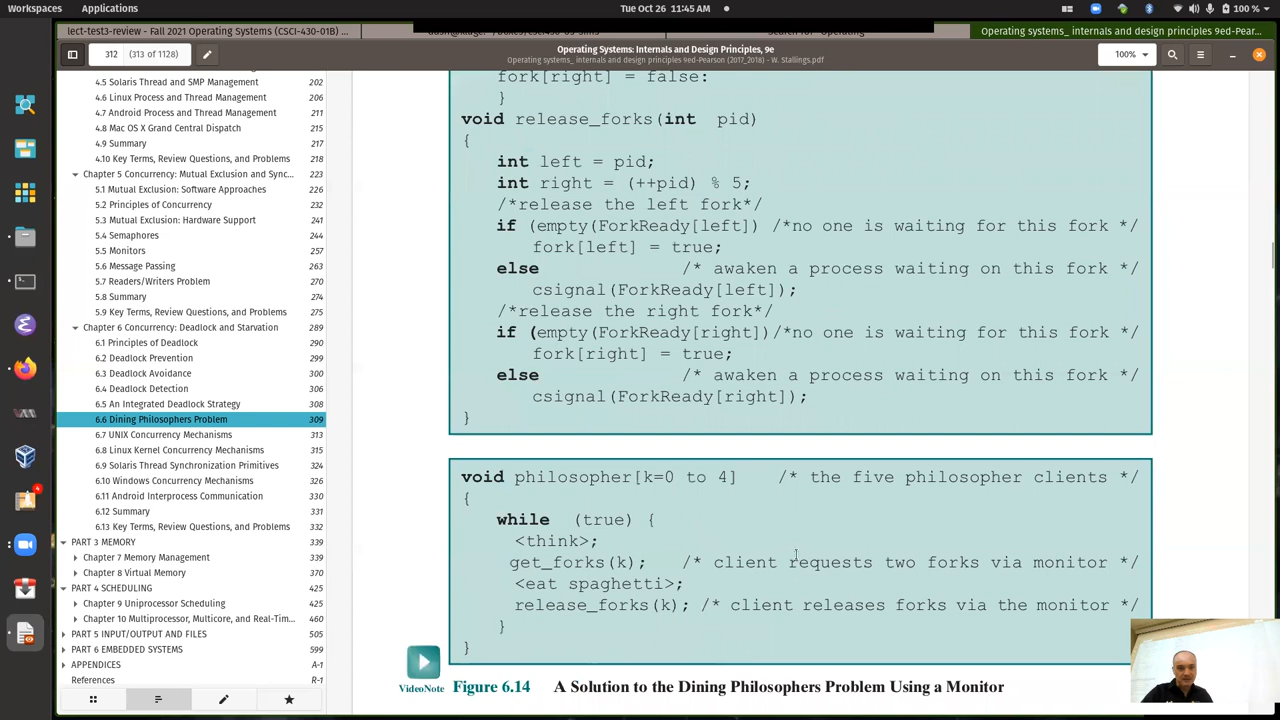 Workspaces Applications Tue Oct 26 11:45 AM 100 %
lect-test3-review - Fall 2021 Operating Systems (CSCI-430-01B) ...
Operating systems_ internals and design principles 9ed-Pear...
312 (313 of 1128)
Operating Systems: Internals and Design Principles, 9e
Operating systems_ internals and design principles 9ed-Pearson (2017_2018) - W. Stallings.pdf
100%
4.5 Solaris Thread and SMP Management 202
4.6 Linux Process and Thread Management 206
4.7 Android Process and Thread Management 211
4.8 Mac OS X Grand Central Dispatch 215
4.9 Summary 217
4.10 Key Terms, Review Questions, and Problems 218
Chapter 5 Concurrency: Mutual Exclusion and Sync... 223
5.1 Mutual Exclusion: Software Approaches 226
5.2 Principles of Concurrency 232
5.3 Mutual Exclusion: Hardware Support 241
5.4 Semaphores 244
5.5 Monitors 257
5.6 Message Passing 263
5.7 Readers/Writers Problem 270
5.8 Summary 274
5.9 Key Terms, Review Questions, and Problems 275
Chapter 6 Concurrency: Deadlock and Starvation 289
6.1 Principles of Deadlock 290
6.2 Deadlock Prevention 299
6.3 Deadlock Avoidance 300
6.4 Deadlock Detection 306
6.5 An Integrated Deadlock Strategy 308
6.6 Dining Philosophers Problem 309
6.7 UNIX Concurrency Mechanisms 313
6.8 Linux Kernel Concurrency Mechanisms 315
6.9 Solaris Thread Synchronization Primitives 324
6.10 Windows Concurrency Mechanisms 326
6.11 Android Interprocess Communication 330
6.12 Summary 331
6.13 Key Terms, Review Questions, and Problems 332
PART 3 MEMORY 339
Chapter 7 Memory Management 339
Chapter 8 Virtual Memory 340
PART 4 SCHEDULING 425
Chapter 9 Uniprocessor Scheduling 425
Chapter 10 Multiprocessor, Multicore, and Real-Tim... 460
PART 5 INPUT/OUTPUT AND FILES 505
PART 6 EMBEDDED SYSTEMS 599
APPENDICES A-1
References R-1
fork[right] = false:
}
void release_forks(int pid)
{
int left = pid;
int right = (++pid) % 5;
/*release the left fork*/
if (empty(ForkReady[left]) /*no one is waiting for this fork */
fork[left] = true;
else /* awaken a process waiting on this fork */
csignal(ForkReady[left]);
/*release the right fork*/
if (empty(ForkReady[right])/*no one is waiting for this fork */
fork[right] = true;
else /* awaken a process waiting on this fork */
csignal(ForkReady[right]);
}
void philosopher[k=0 to 4] /* the five philosopher clients */
{
while (true) {
<think>;
get_forks(k); /* client requests two forks via monitor */
<eat spaghetti>;
release_forks(k); /* client releases forks via the monitor */
}
}
VideoNote Figure 6.14 A Solution to the Dining Philosophers Problem Using a Monitor